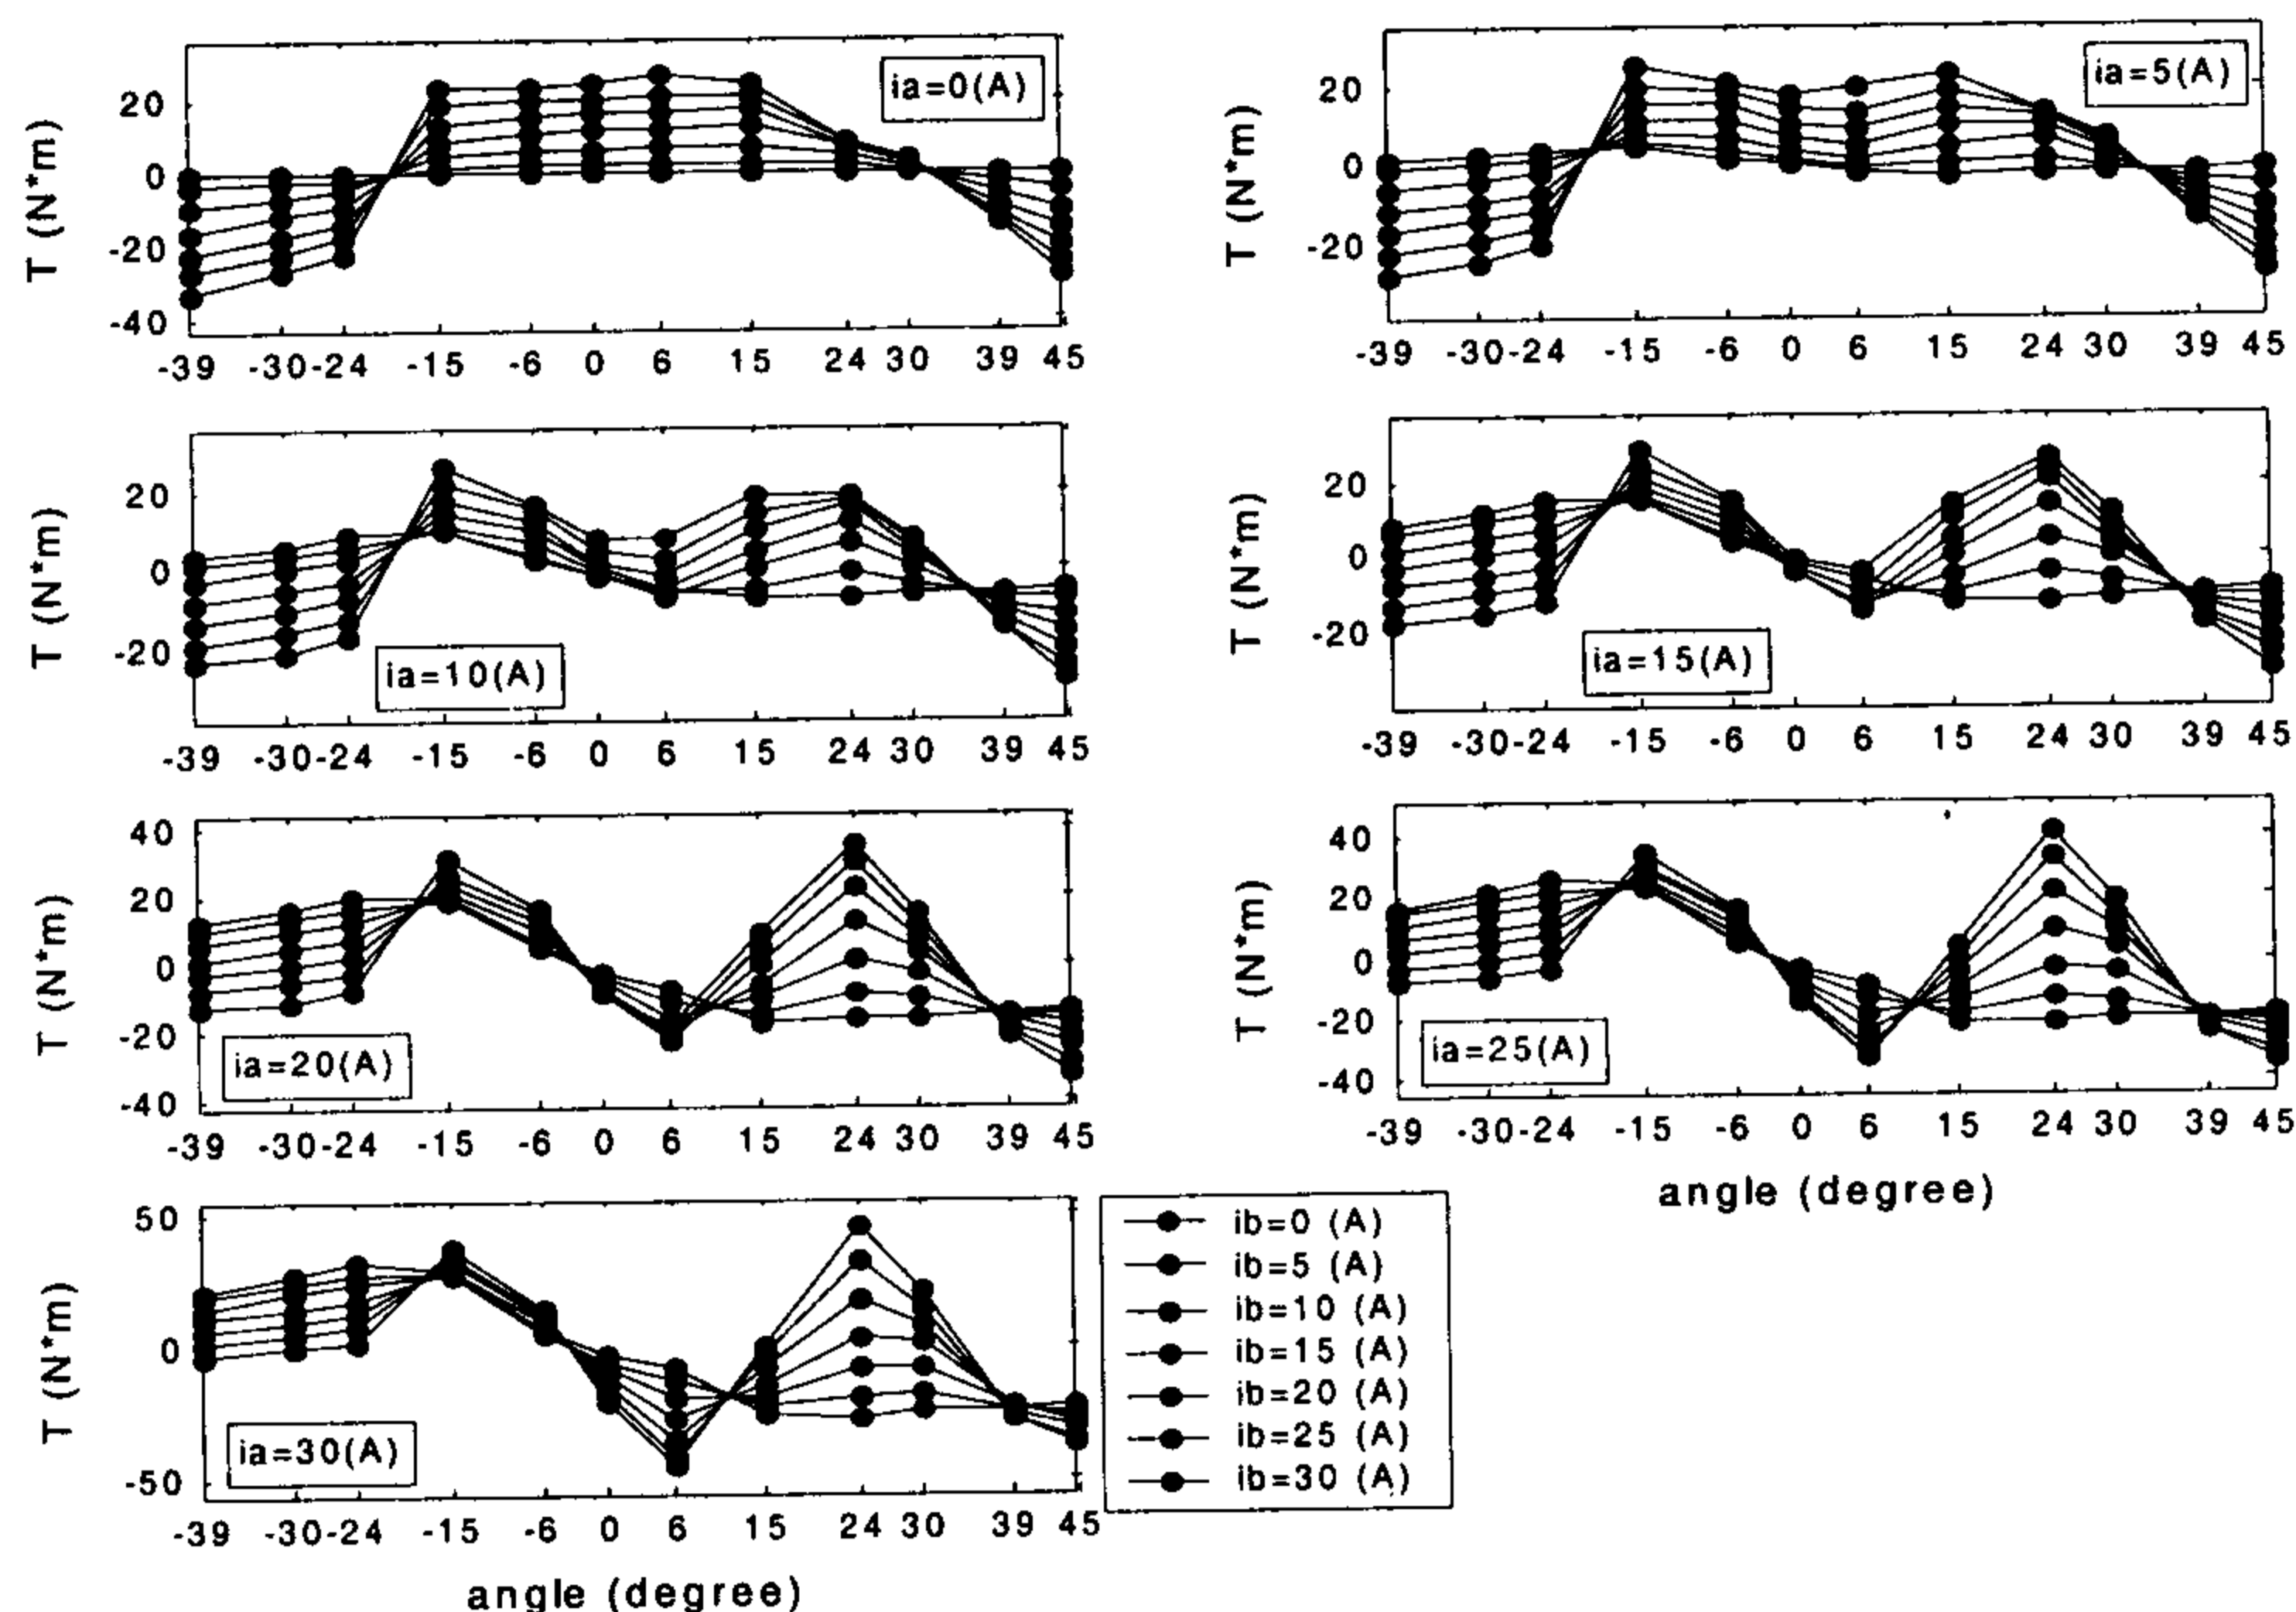 ia=0(A)
20
0
-20
-40
T (N*m)
-39 -30 -24 -15 -6 0 6 15 24 30 39 45
ia=5(A)
20
0
-20
T (N*m)
-39 -30 -24 -15 -6 0 6 15 24 30 39 45
20
0
-20
T (N*m)
ia=10(A)
-39 -30 -24 -15 -6 0 6 15 24 30 39 45
20
0
-20
T (N*m)
ia=15(A)
-39 -30 -24 -15 -6 0 6 15 24 30 39 45
40
20
0
-20
-40
T (N*m)
ia=20(A)
-39 -30 -24 -15 -6 0 6 15 24 30 39 45
40
20
0
-20
-40
T (N*m)
ia=25(A)
-39 -30 -24 -15 -6 0 6 15 24 30 39 45
angle (degree)
50
0
-50
T (N*m)
ia=30(A)
-39 -30 -24 -15 -6 0 6 15 24 30 39 45
angle (degree)
ib=0 (A)
ib=5 (A)
ib=10 (A)
ib=15 (A)
ib=20 (A)
ib=25 (A)
ib=30 (A)